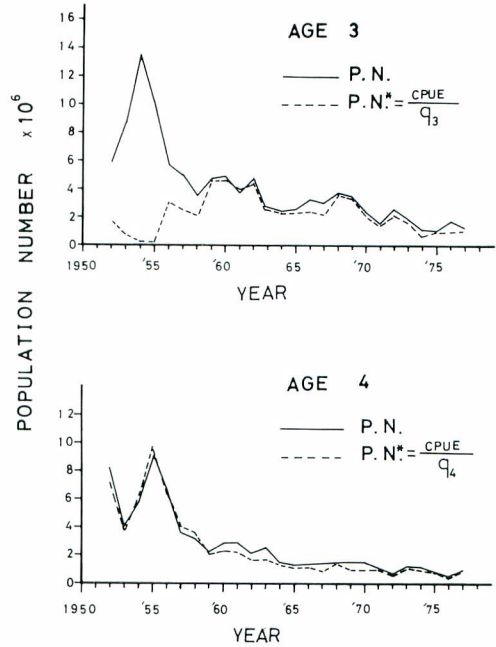 POPULATION NUMBER x 10⁶
AGE 3
P.N.
P.N.* = CPUE / q3
16
14
12
10
8
6
4
2
0
1950 '55 '60 65 '70 '75
YEAR
AGE 4
P.N.
P.N.* = CPUE / q4
12
10
8
6
4
2
0
1950 '55 '60 '65 '70 '75
YEAR